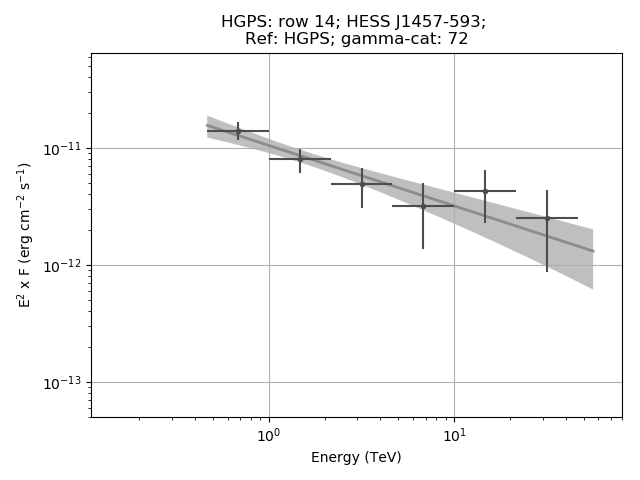 HGPS: row 14; HESS J1457-593;
Ref: HGPS; gamma-cat: 72
E² x F (erg cm⁻² s⁻¹)
10⁻¹¹
10⁻¹²
10⁻¹³
10⁰ 10¹
Energy (TeV)